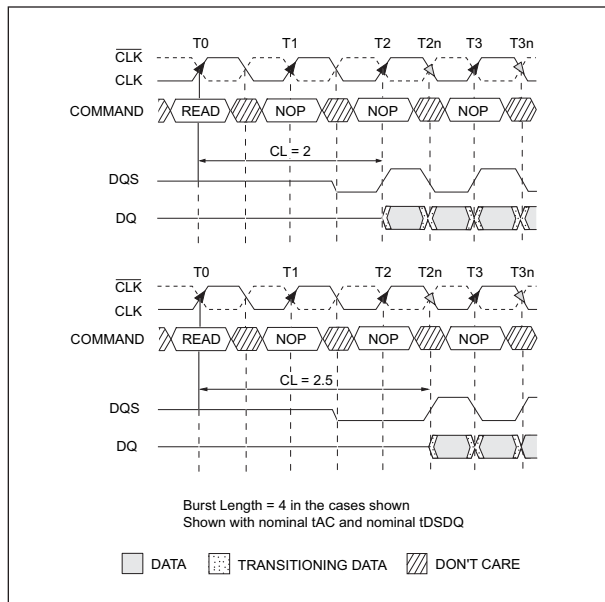 T0 T1 T2 T2n T3 T3n
CLK
CLK
COMMAND READ NOP NOP NOP
CL = 2
DQS
DQ
T0 T1 T2 T2n T3 T3n
CLK
CLK
COMMAND READ NOP NOP NOP
CL = 2.5
DQS
DQ
Burst Length = 4 in the cases shown
Shown with nominal tAC and nominal tDSDQ
DATA TRANSITIONING DATA DON'T CARE